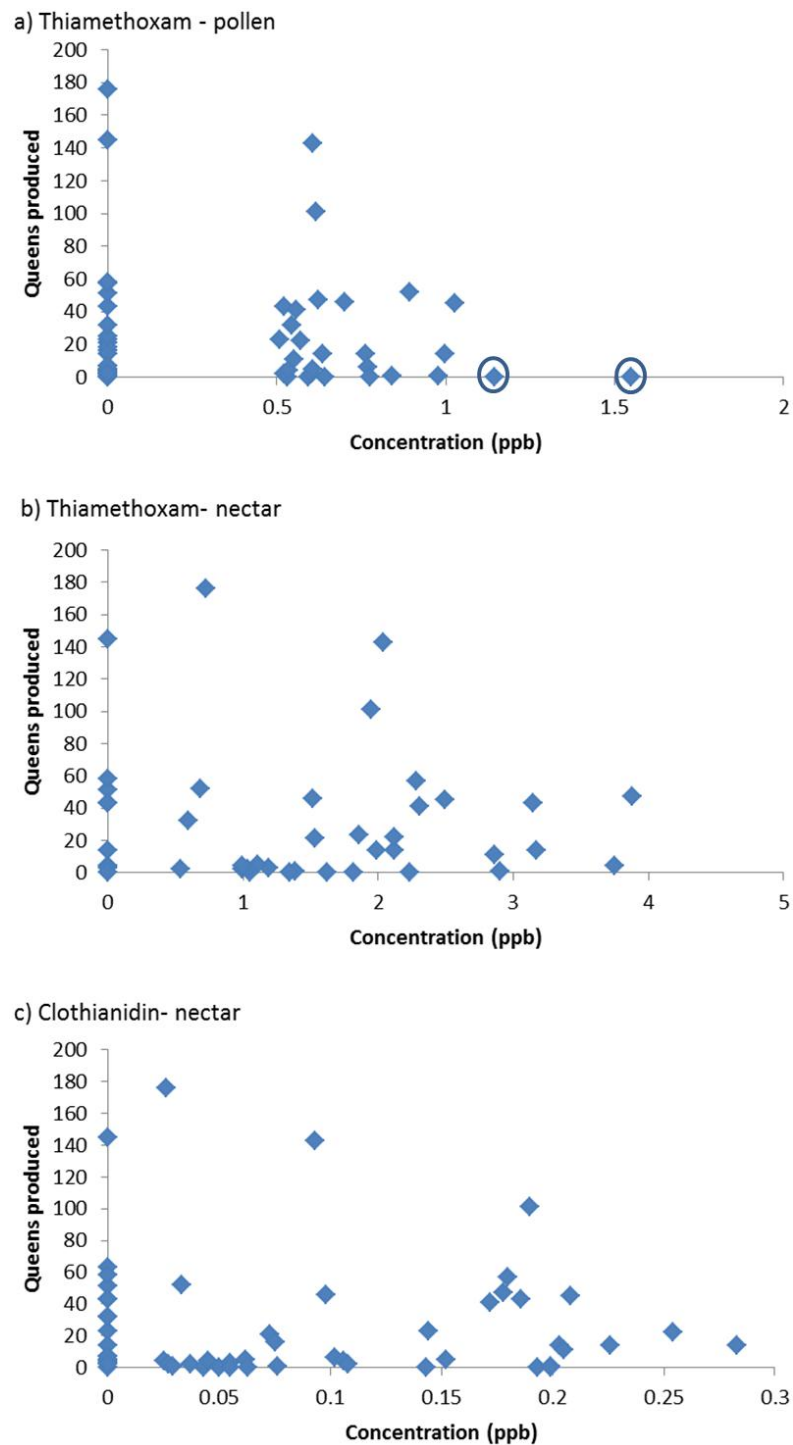 a) Thiamethoxam - pollen
200
180
160
140
120
100
80
60
40
20
0
Queens produced
0 0.5 1 1.5 2
Concentration (ppb)
b) Thiamethoxam- nectar
200
180
160
140
120
100
80
60
40
20
0
Queens produced
0 1 2 3 4 5
Concentration (ppb)
c) Clothianidin- nectar
200
180
160
140
120
100
80
60
40
20
0
Queens produced
0 0.05 0.1 0.15 0.2 0.25 0.3
Concentration (ppb)